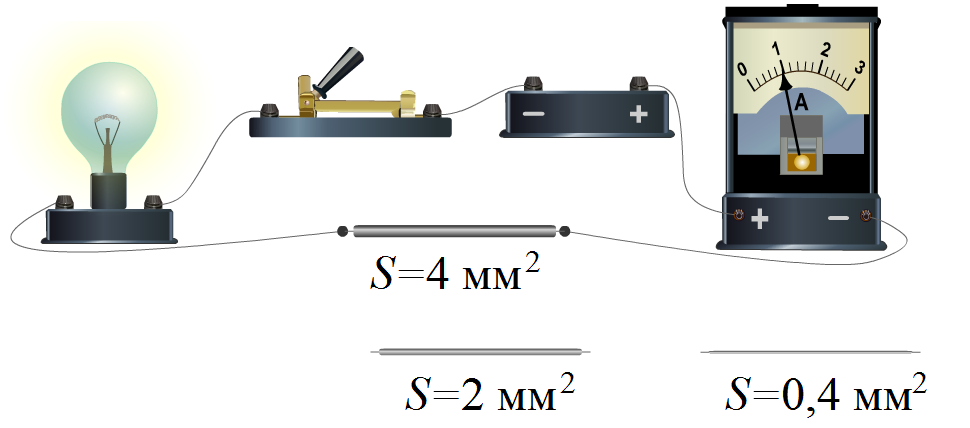 0 1 2 3
A
− +
+ −
S=4 мм²
S=2 мм²
S=0,4 мм²